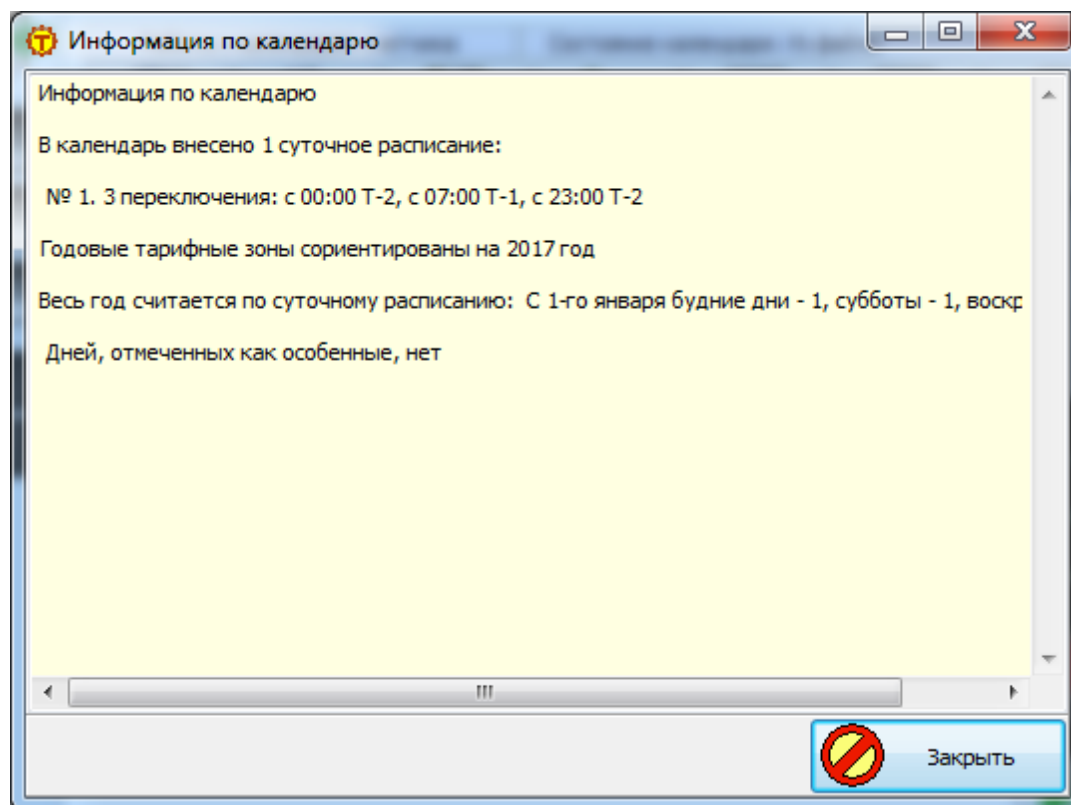 Информация по календарю
Информация по календарю
В календарь внесено 1 суточное расписание:
№ 1. 3 переключения: с 00:00 Т-2, с 07:00 Т-1, с 23:00 Т-2
Годовые тарифные зоны сориентированы на 2017 год
Весь год считается по суточному расписанию: С 1-го января будние дни - 1, субботы - 1, воскр
Дней, отмеченных как особенные, нет
Закрыть